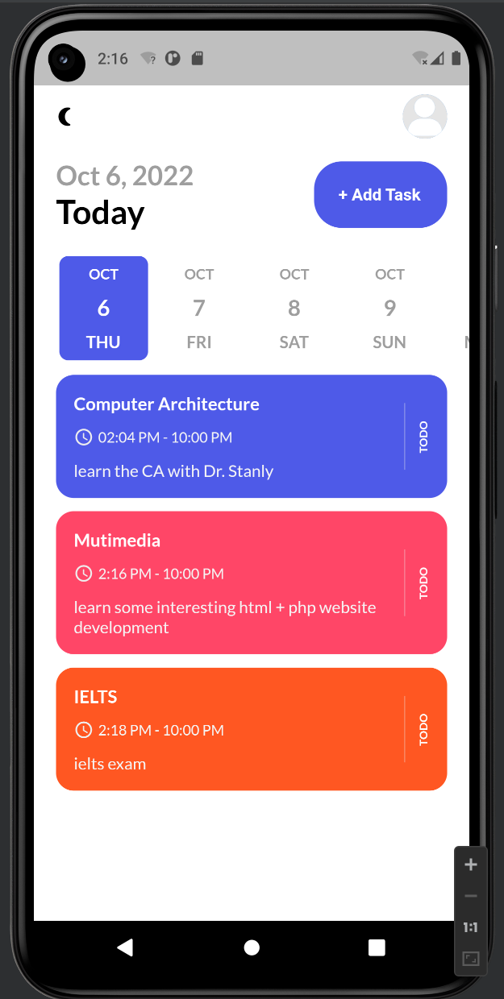 2:16
Oct 6, 2022
Today
+ Add Task
OCT OCT OCT OCT
6 7 8 9
THU FRI SAT SUN
Computer Architecture
02:04 PM - 10:00 PM
TODO
learn the CA with Dr. Stanly
Mutimedia
2:16 PM - 10:00 PM
TODO
learn some interesting html + php website
development
IELTS
2:18 PM - 10:00 PM
TODO
ielts exam
1:1